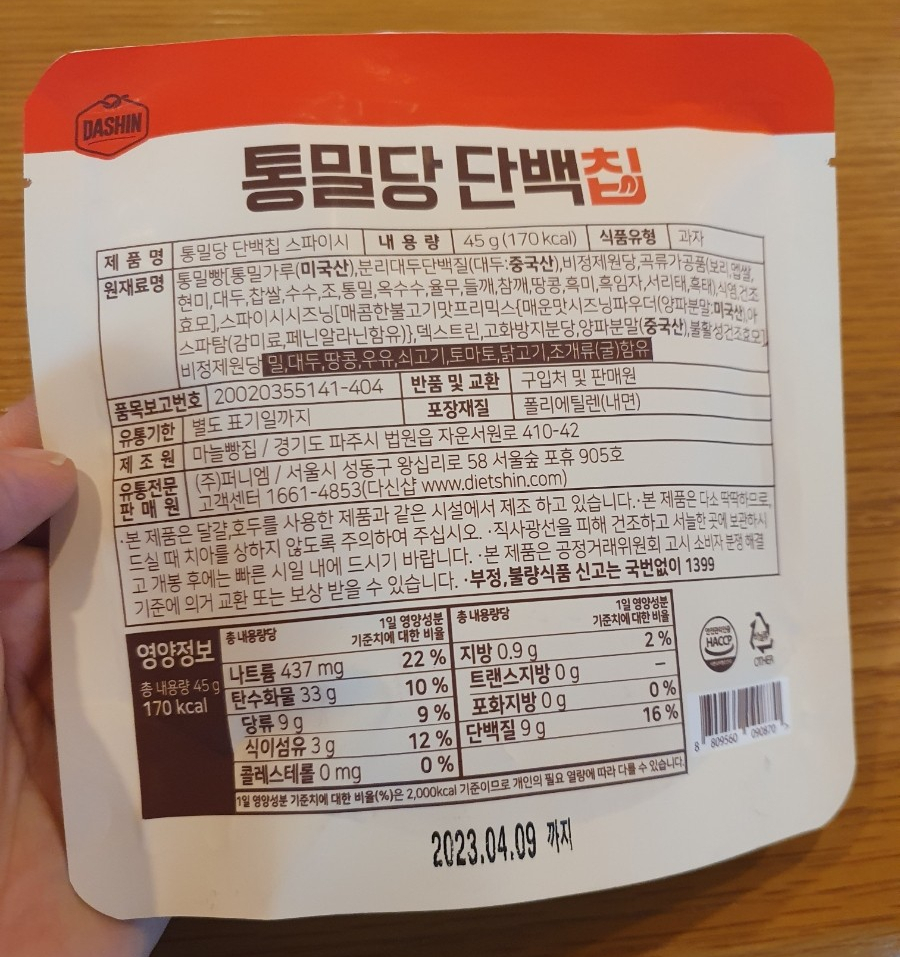 DASHIN
통밀당 단백칩
제품명 통밀당 단백칩 스파이시 내용량 45 g (170 kcal) 식품유형 과자
원재료명 통밀빵[통밀가루(미국산),분리대두단백질(대두:중국산),비정제원당,곡류가공품(보리,멥쌀,
현미,대두,찹쌀,수수,조,통밀,옥수수,율무,들깨,참깨,땅콩,흑미,흑임자,서리태,흑태),식염,건조
효모],스파이시시즈닝[매콤한불고기맛프리믹스{매운맛시즈닝파우더(양파분말:미국산),아
스파탐(감미료,페닐알라닌함유)},덱스트린,고화방지분당,양파분말(중국산),불활성건조효모],
비정제원당 밀,대두,땅콩,우유,쇠고기,토마토,닭고기,조개류(굴)함유
품목보고번호 20020355141-404 반품 및 교환 구입처 및 판매원
유통기한 별도 표기일까지 포장재질 폴리에틸렌(내면)
제조원 마늘빵집 / 경기도 파주시 법원읍 자운서원로 410-42
유통전문 (주)퍼니엠 / 서울시 성동구 왕십리로 58 서울숲 포휴 905호
판매원 고객센터 1661-4853(다신샵 www.dietshin.com)
·본 제품은 달걀,호두를 사용한 제품과 같은 시설에서 제조 하고 있습니다.·본 제품은 다소 딱딱하므로,
드실 때 치아를 상하지 않도록 주의하여 주십시오. ·직사광선을 피해 건조하고 서늘한 곳에 보관하시
고 개봉 후에는 빠른 시일 내에 드시기 바랍니다. ·본 제품은 공정거래위원회 고시 소비자 분쟁 해결
기준에 의거 교환 또는 보상 받을 수 있습니다. ·부정,불량식품 신고는 국번없이 1399
영양정보
총 내용량 45 g
170 kcal
총 내용량당 1일 영양성분
기준치에 대한 비율
나트륨 437 mg 22 %
탄수화물 33 g 10 %
당류 9 g 9 %
식이섬유 3 g 12 %
콜레스테롤 0 mg 0 %
총 내용량당 1일 영양성분
기준치에 대한 비율
지방 0.9 g 2 %
트랜스지방 0 g –
포화지방 0 g 0 %
단백질 9 g 16 %
1일 영양성분 기준치에 대한 비율(%)은 2,000kcal 기준이므로 개인의 필요 열량에 따라 다를 수 있습니다.
HACCP
OTHER
8 809560 090870
2023.04.09 까지